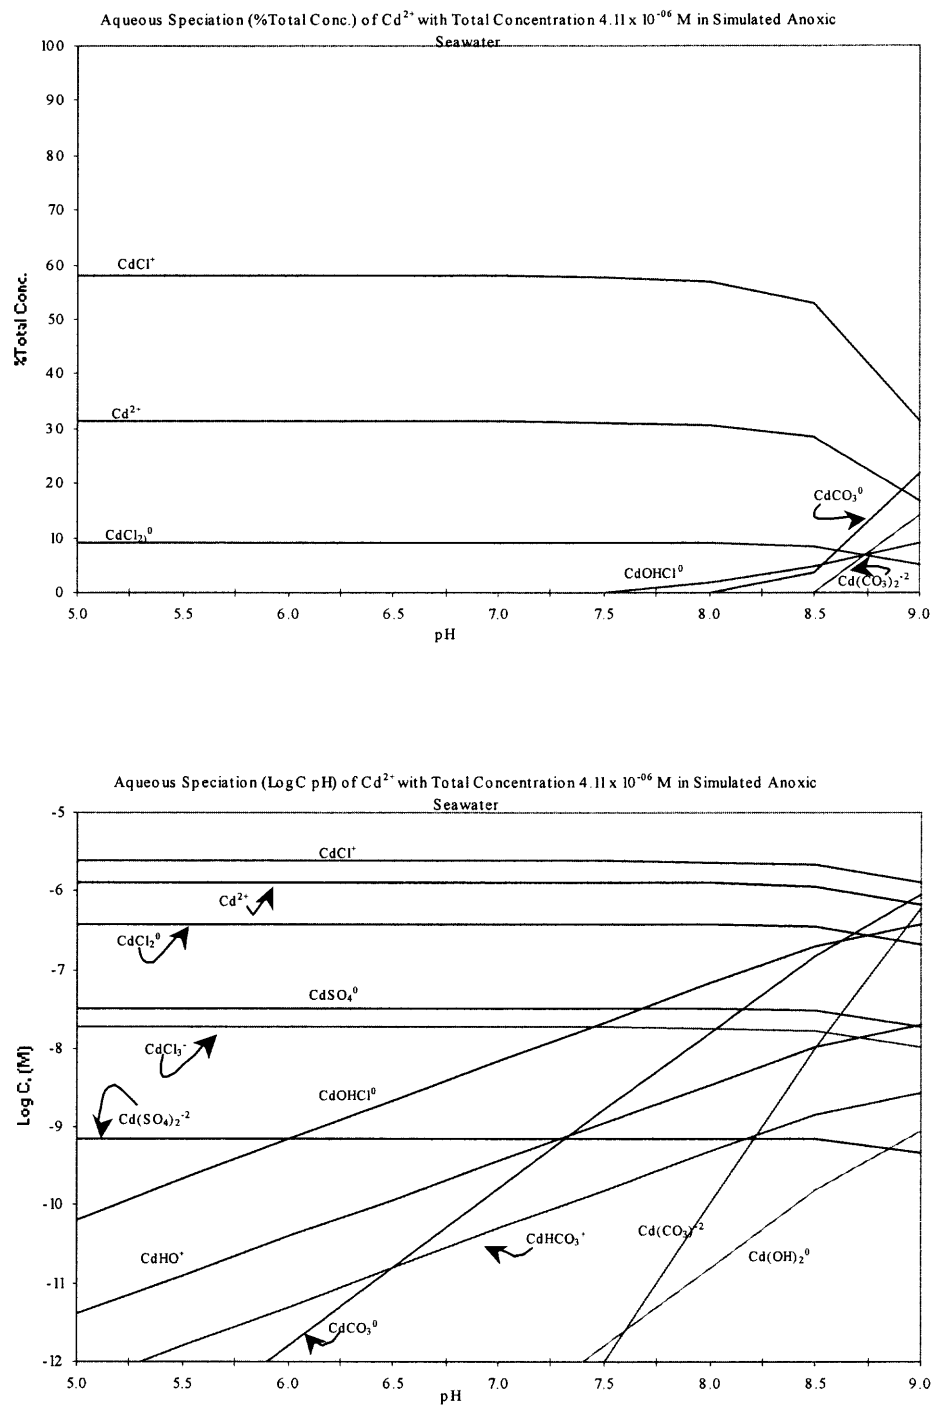 Aqueous Speciation (%Total Conc.) of Cd²⁺ with Total Concentration 4.11 x 10⁻⁰⁶ M in Simulated Anoxic
Seawater
100
90
80
70
60
50
40
30
20
10
0
%Total Conc.
CdCl⁺
Cd²⁺
CdCl₂)⁰
CdCO₃⁰
CdOHCl⁰
Cd(CO₃)₂⁻²
5.0 5.5 6.0 6.5 7.0 7.5 8.0 8.5 9.0
pH
Aqueous Speciation (Log C pH) of Cd²⁺ with Total Concentration 4.11 x 10⁻⁰⁶ M in Simulated Anoxic
Seawater
-5
-6
-7
-8
-9
-10
-11
-12
Log C. (M)
CdCl⁺
Cd²⁺
CdCl₂⁰
CdSO₄⁰
CdCl₃⁻
CdOHCl⁰
Cd(SO₄)₂⁻²
Cd(CO₃)⁻²
CdHCO₃⁺
Cd(OH)₂⁰
CdHO⁺
CdCO₃⁰
5.0 5.5 6.0 6.5 7.0 7.5 8.0 8.5 9.0
pH